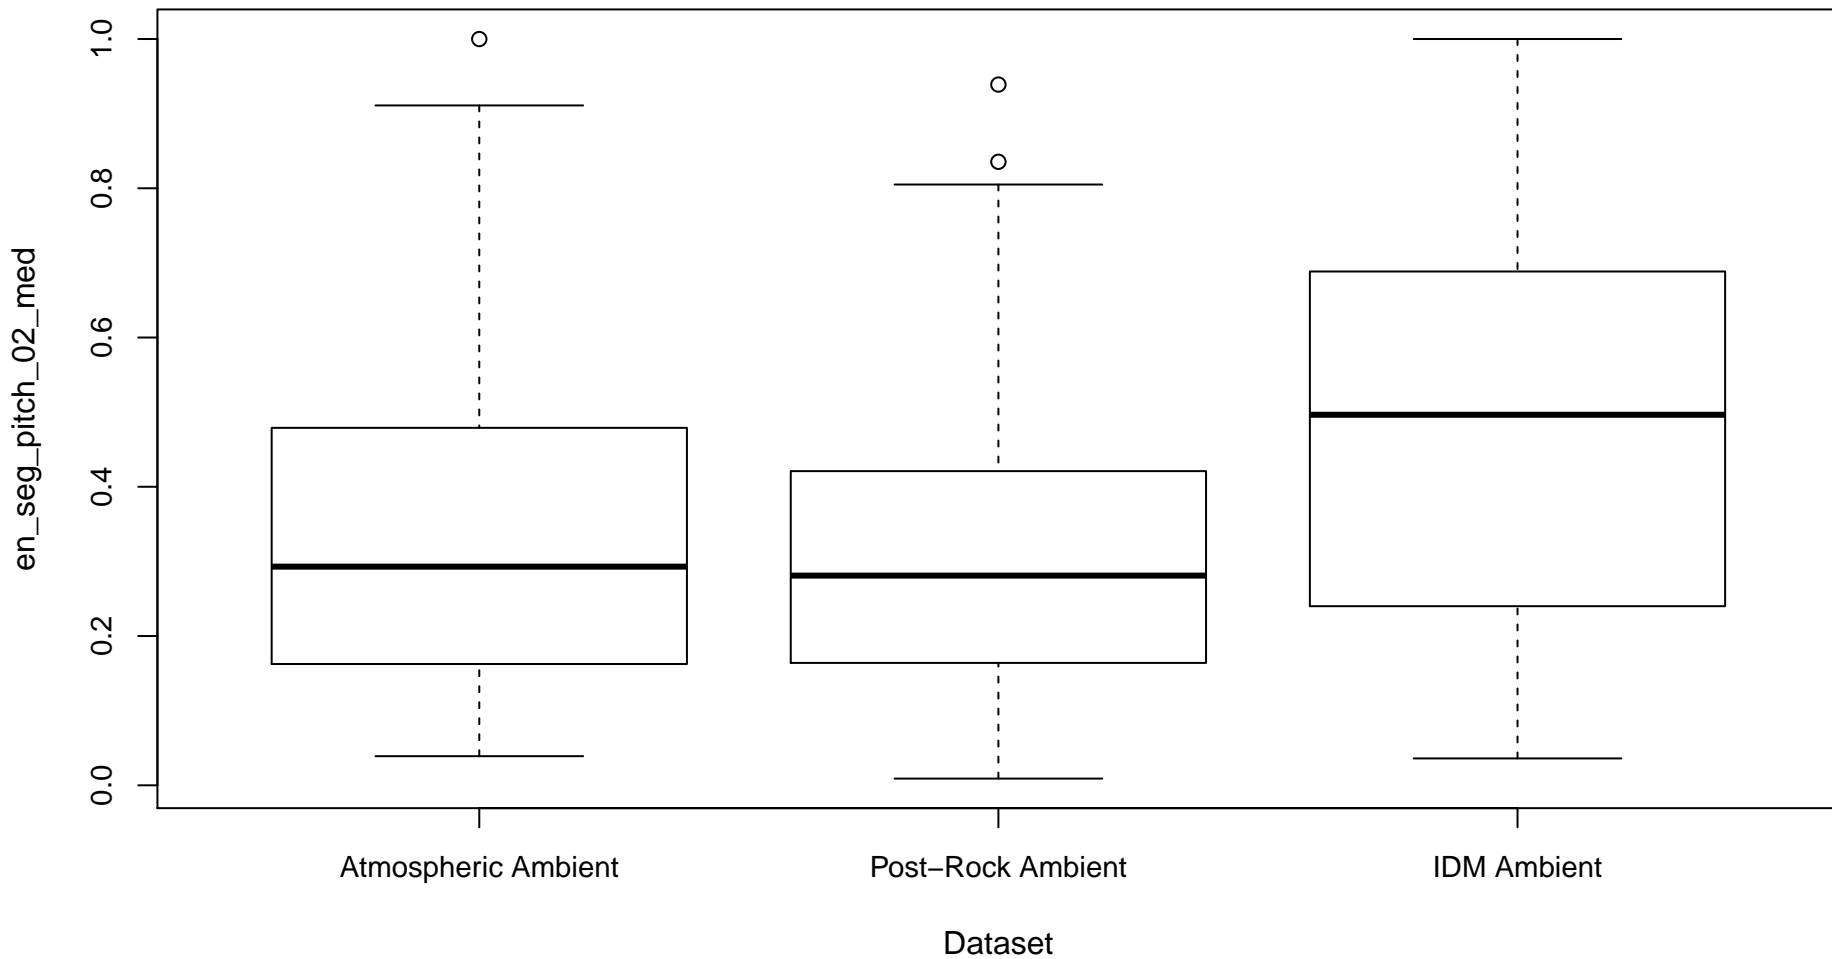 en_seg_pitch_02_med
1.0
0.8
0.6
0.4
0.2
0.0
Atmospheric Ambient
Post−Rock Ambient
IDM Ambient
Dataset